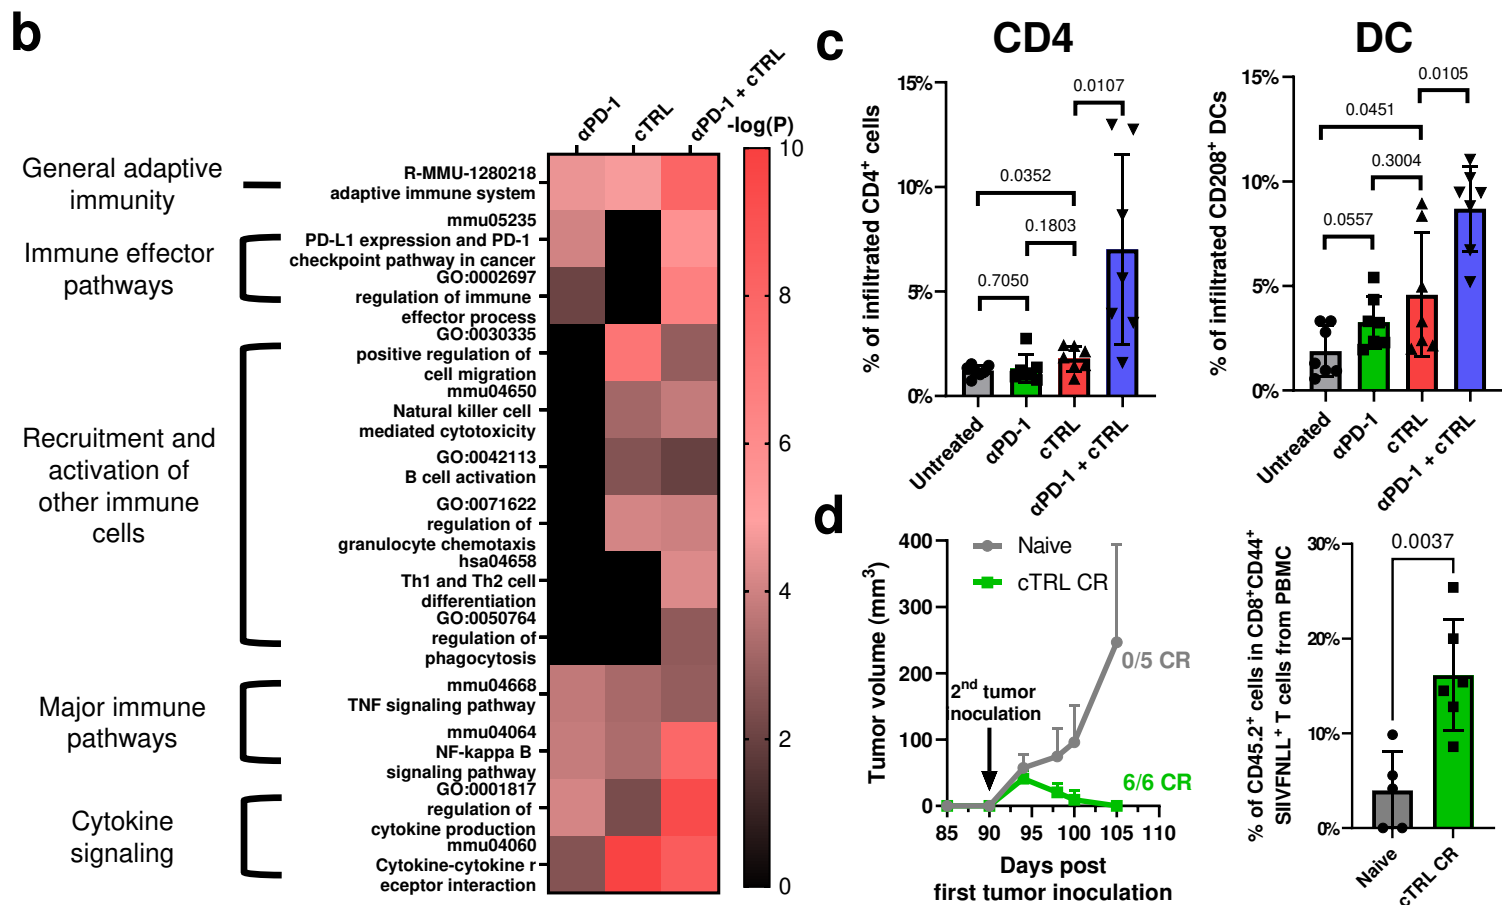 b
αPD-1
cTRL
αPD-1 + cTRL
-log(P)
10
8
6
4
2
0
General adaptive
immunity
Immune effector
pathways
Recruitment and
activation of
other immune
cells
Major immune
pathways
Cytokine
signaling
R-MMU-1280218
adaptive immune system
mmu05235
PD-L1 expression and PD-1
checkpoint pathway in cancer
GO:0002697
regulation of immune
effector process
GO:0030335
positive regulation of
cell migration
mmu04650
Natural killer cell
mediated cytotoxicity
GO:0042113
B cell activation
GO:0071622
regulation of
granulocyte chemotaxis
hsa04658
Th1 and Th2 cell
differentiation
GO:0050764
regulation of
phagocytosis
mmu04668
TNF signaling pathway
mmu04064
NF-kappa B
signaling pathway
GO:0001817
regulation of
cytokine production
mmu04060
Cytokine-cytokine r
eceptor interaction
c
CD4
% of infiltrated CD4⁺ cells
15%
10%
5%
0%
0.0107
0.0352
0.1803
0.7050
Untreated
αPD-1
cTRL
αPD-1 + cTRL
DC
% of infiltrated CD208⁺ DCs
15%
10%
5%
0%
0.0105
0.0451
0.3004
0.0557
Untreated
αPD-1
cTRL
αPD-1 + cTRL
d
Tumor volume (mm³)
400
300
200
100
0
Naive
cTRL CR
0/5 CR
2ⁿᵈ tumor
inoculation
6/6 CR
85
90
95
100
105
110
Days post
first tumor inoculation
% of CD45.2⁺ cells in CD8⁺CD44⁺
SIIVFNLL⁺ T cells from PBMC
30%
20%
10%
0%
0.0037
Naive
cTRL CR